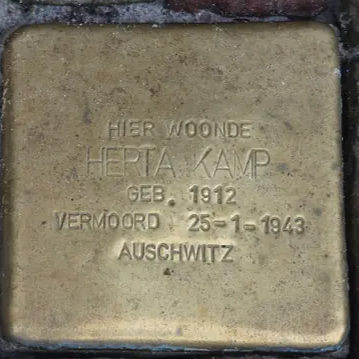 HIER WOONDE
HERTA KAMP
GEB. 1912
VERMOORD 25-1-1943
AUSCHWITZ